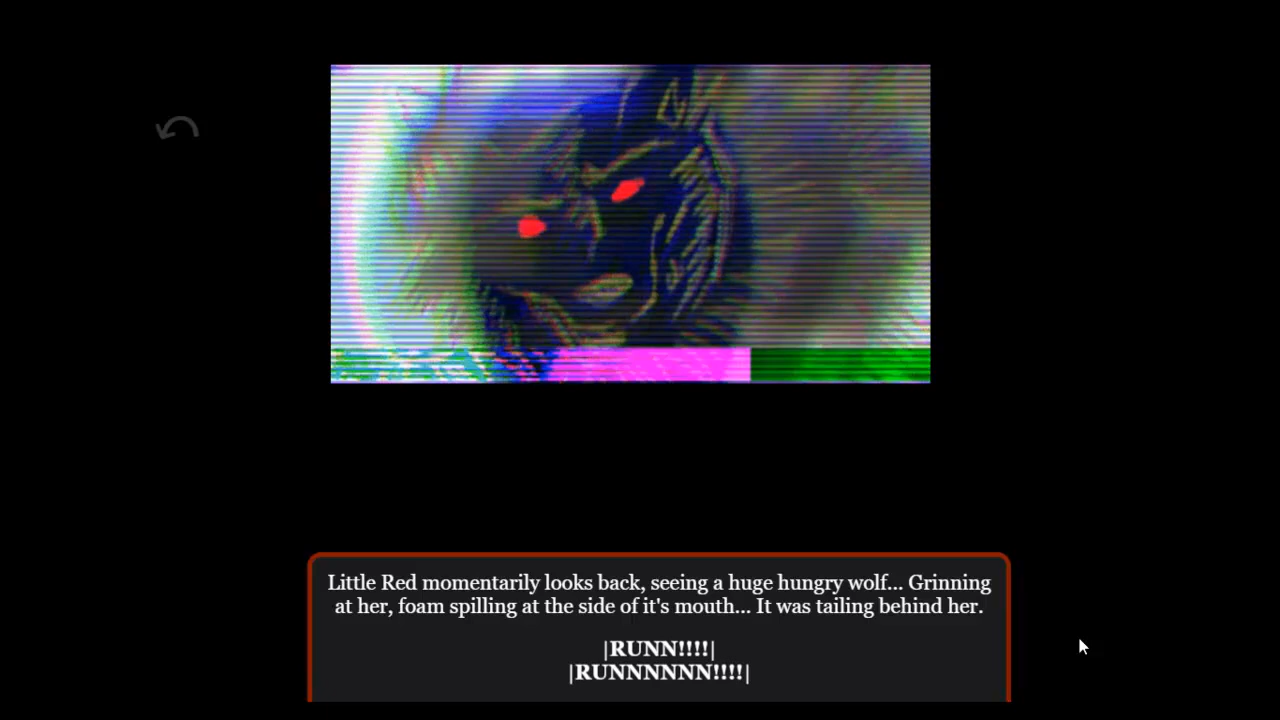 Little Red momentarily looks back, seeing a huge hungry wolf... Grinning
at her, foam spilling at the side of it's mouth... It was tailing behind her.
|RUNN!!!!|
|RUNNNNNN!!!!|